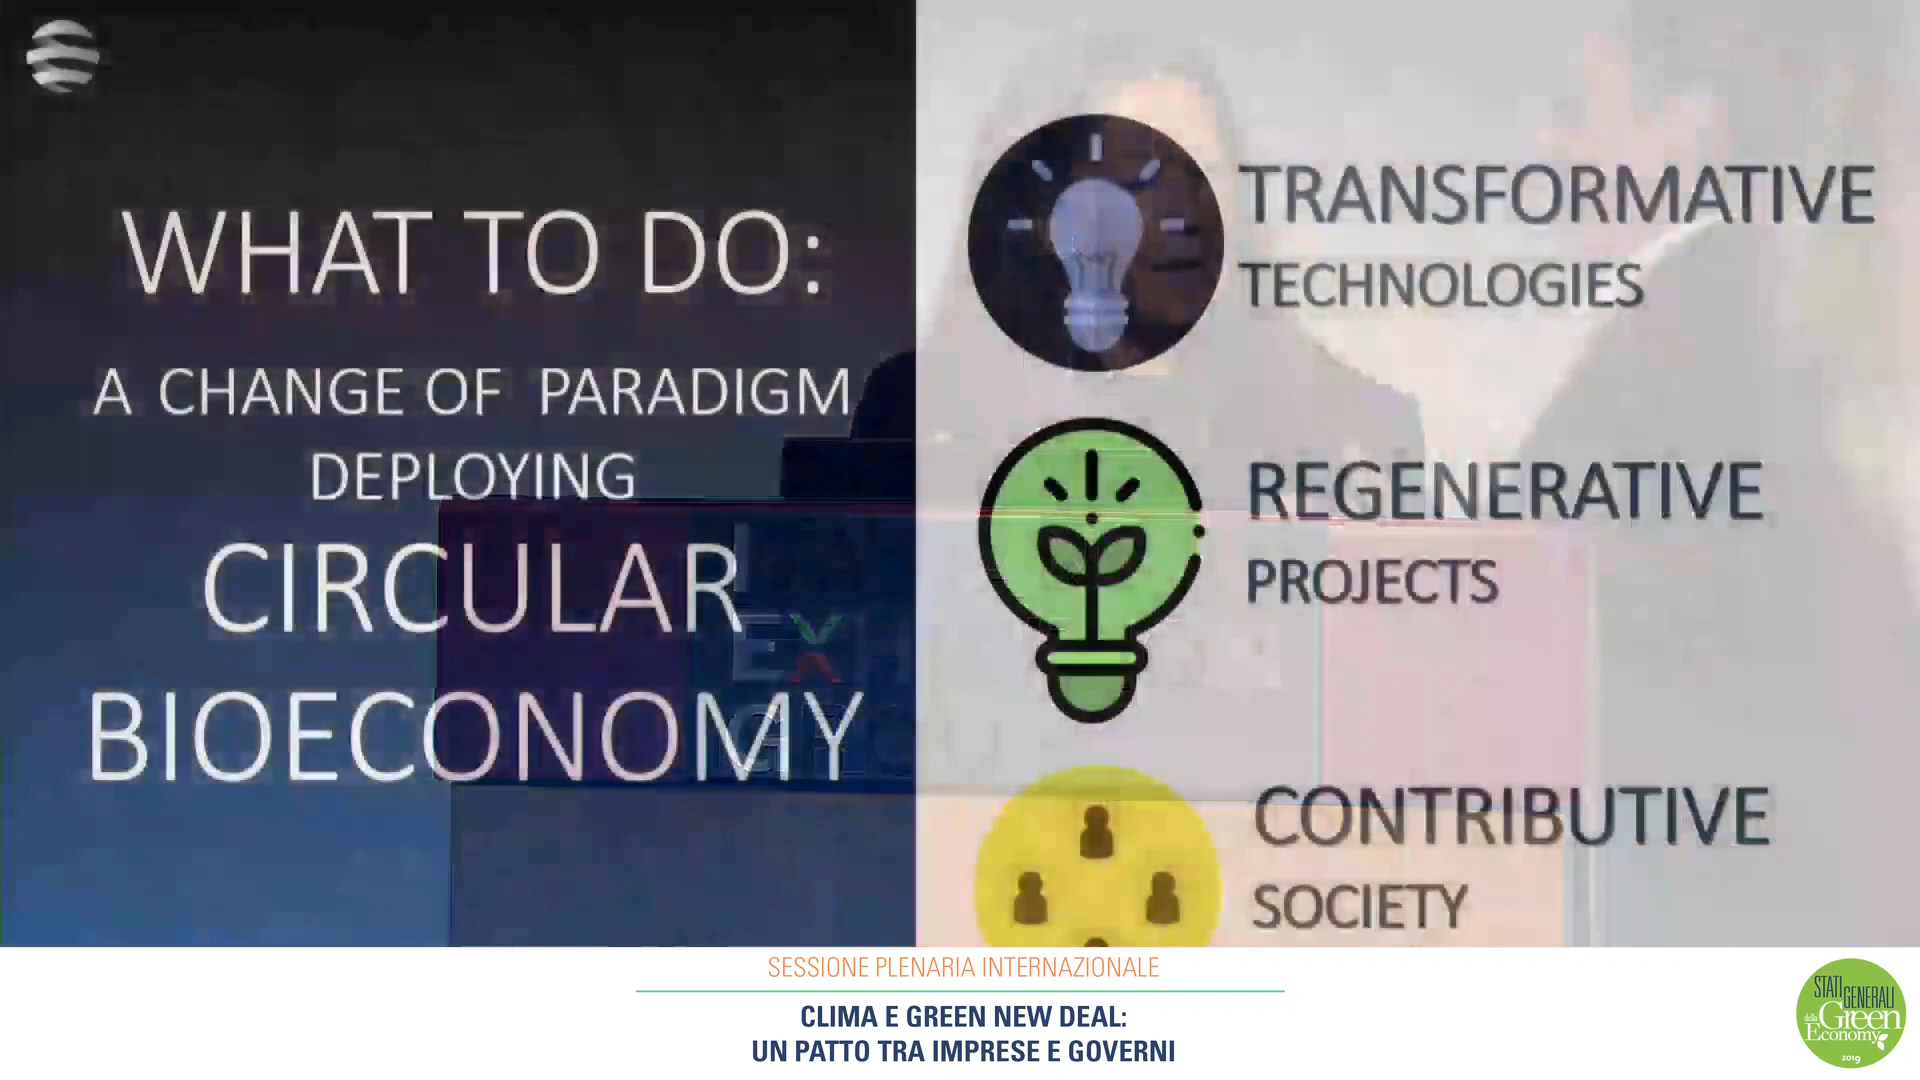 WHAT TO DO:
A CHANGE OF PARADIGM
DEPLOYING
CIRCULAR
BIOECONOMY
TRANSFORMATIVE
TECHNOLOGIES
REGENERATIVE
PROJECTS
CONTRIBUTIVE
SOCIETY
SESSIONE PLENARIA INTERNAZIONALE
CLIMA E GREEN NEW DEAL:
UN PATTO TRA IMPRESE E GOVERNI
STATI
GENERALI
della Green
Economy
2019